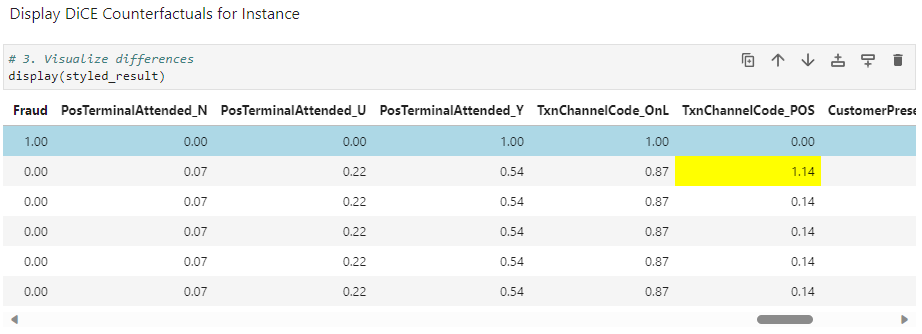 Display DiCE Counterfactuals for Instance
# 3. Visualize differences
display(styled_result)
Fraud PosTerminalAttended_N PosTerminalAttended_U PosTerminalAttended_Y TxnChannelCode_OnL TxnChannelCode_POS CustomerPrese
1.00 0.00 0.00 1.00 1.00 0.00
0.00 0.07 0.22 0.54 0.87 1.14
0.00 0.07 0.22 0.54 0.87 0.14
0.00 0.07 0.22 0.54 0.87 0.14
0.00 0.07 0.22 0.54 0.87 0.14
0.00 0.07 0.22 0.54 0.87 0.14